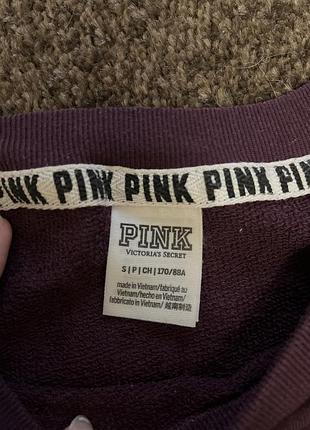 PINK PINK PINK PINK PIN
PINK
VICTORIA'S SECRET
S | P | CH | 170/88A
made in Vietnam/fabriqué au
Vietnam/hecho en Vietnam/
fabbricato in Vietnam/越南制造